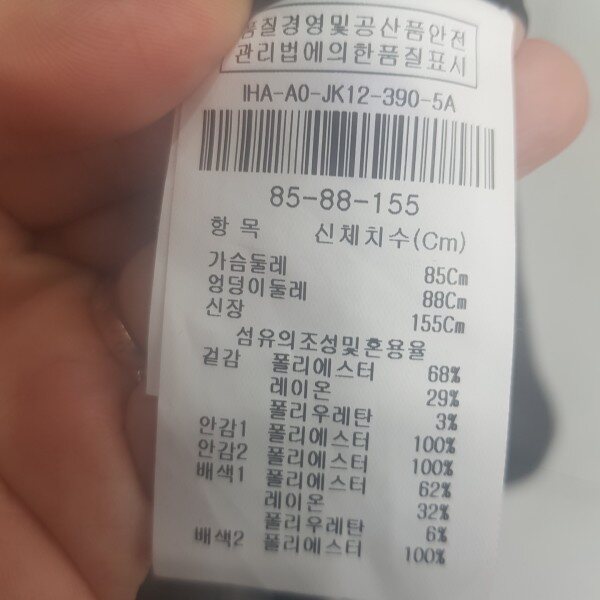 품질경영및공산품안전
관리법에의한품질표시
IHA-A0-JK12-390-5A
85-88-155
항 목 신체치수(Cm)
가슴둘레 85Cm
엉덩이둘레 88Cm
신장 155Cm
섬유의조성및혼용율
겉감 폴리에스터 68%
레이온 29%
폴리우레탄 3%
안감1 폴리에스터 100%
안감2 폴리에스터 100%
배색1 폴리에스터 62%
레이온 32%
폴리우레탄 6%
배색2 폴리에스터 100%